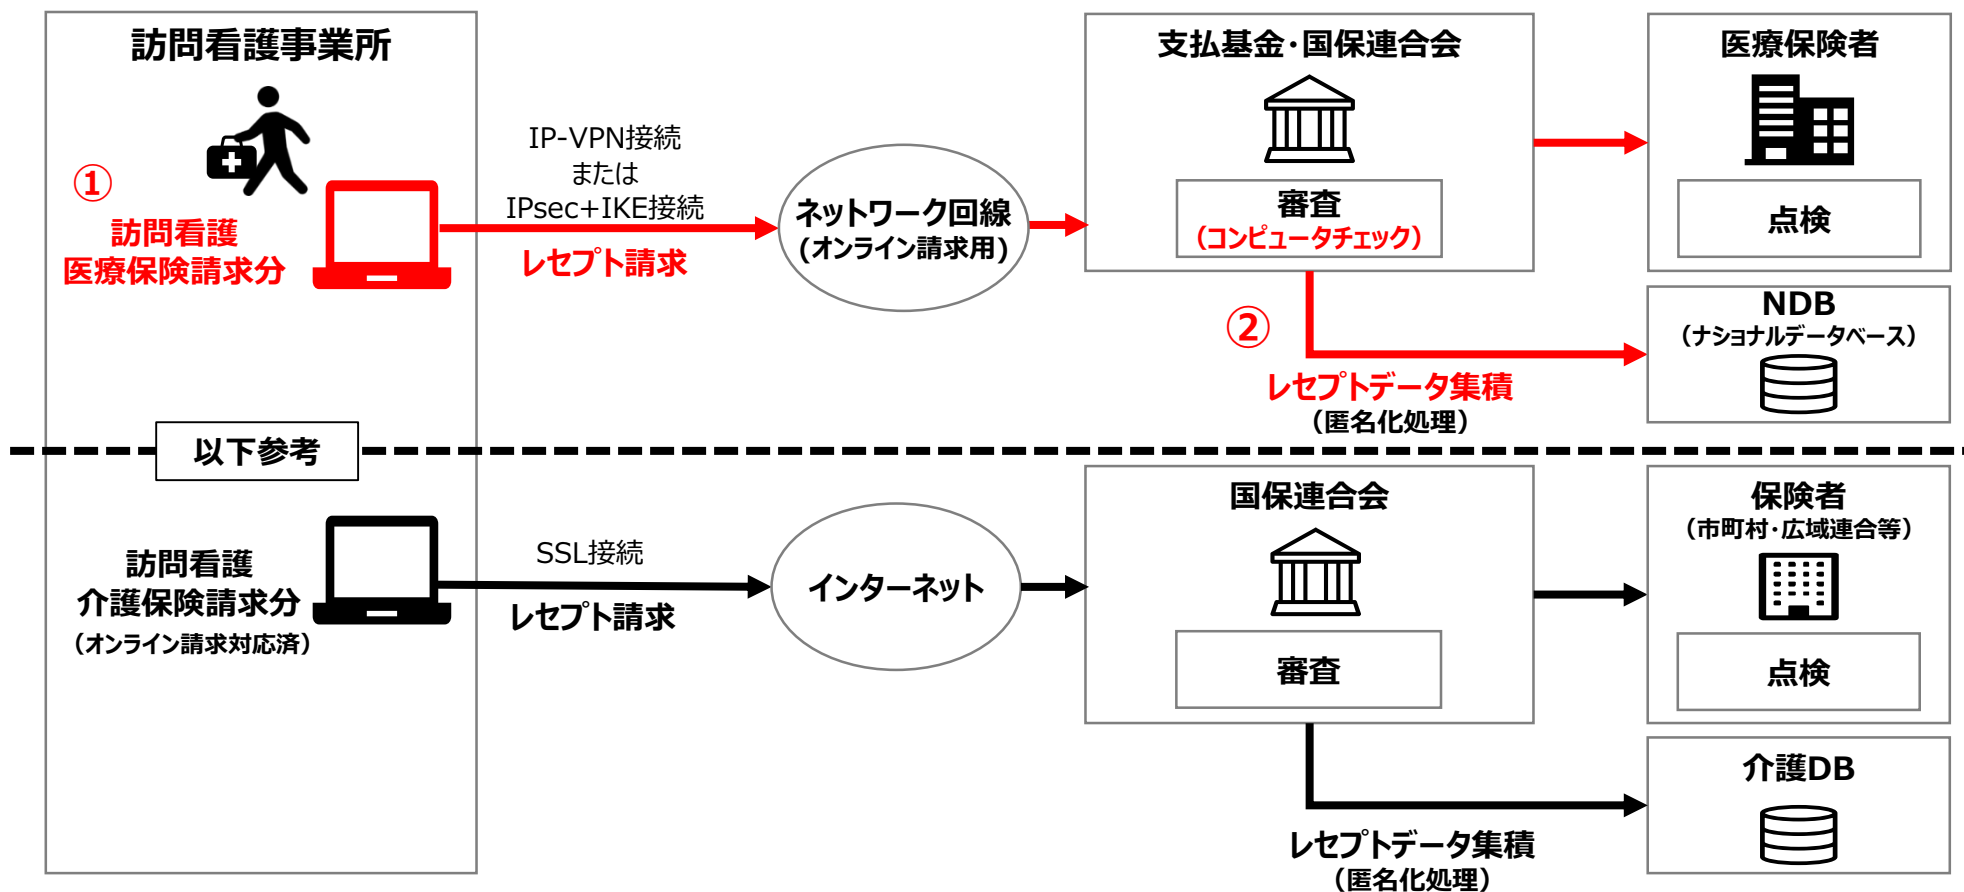 訪問看護事業所
①
訪問看護
医療保険請求分
IP-VPN接続
または
IPsec+IKE接続
レセプト請求
ネットワーク回線
(オンライン請求用)
支払基金・国保連合会
審査
（コンピュータチェック）
医療保険者
点検
②
レセプトデータ集積
（匿名化処理）
NDB
（ナショナルデータベース）
以下参考
訪問看護
介護保険請求分
（オンライン請求対応済）
SSL接続
レセプト請求
インターネット
国保連合会
審査
保険者
（市町村・広域連合等）
点検
レセプトデータ集積
（匿名化処理）
介護DB